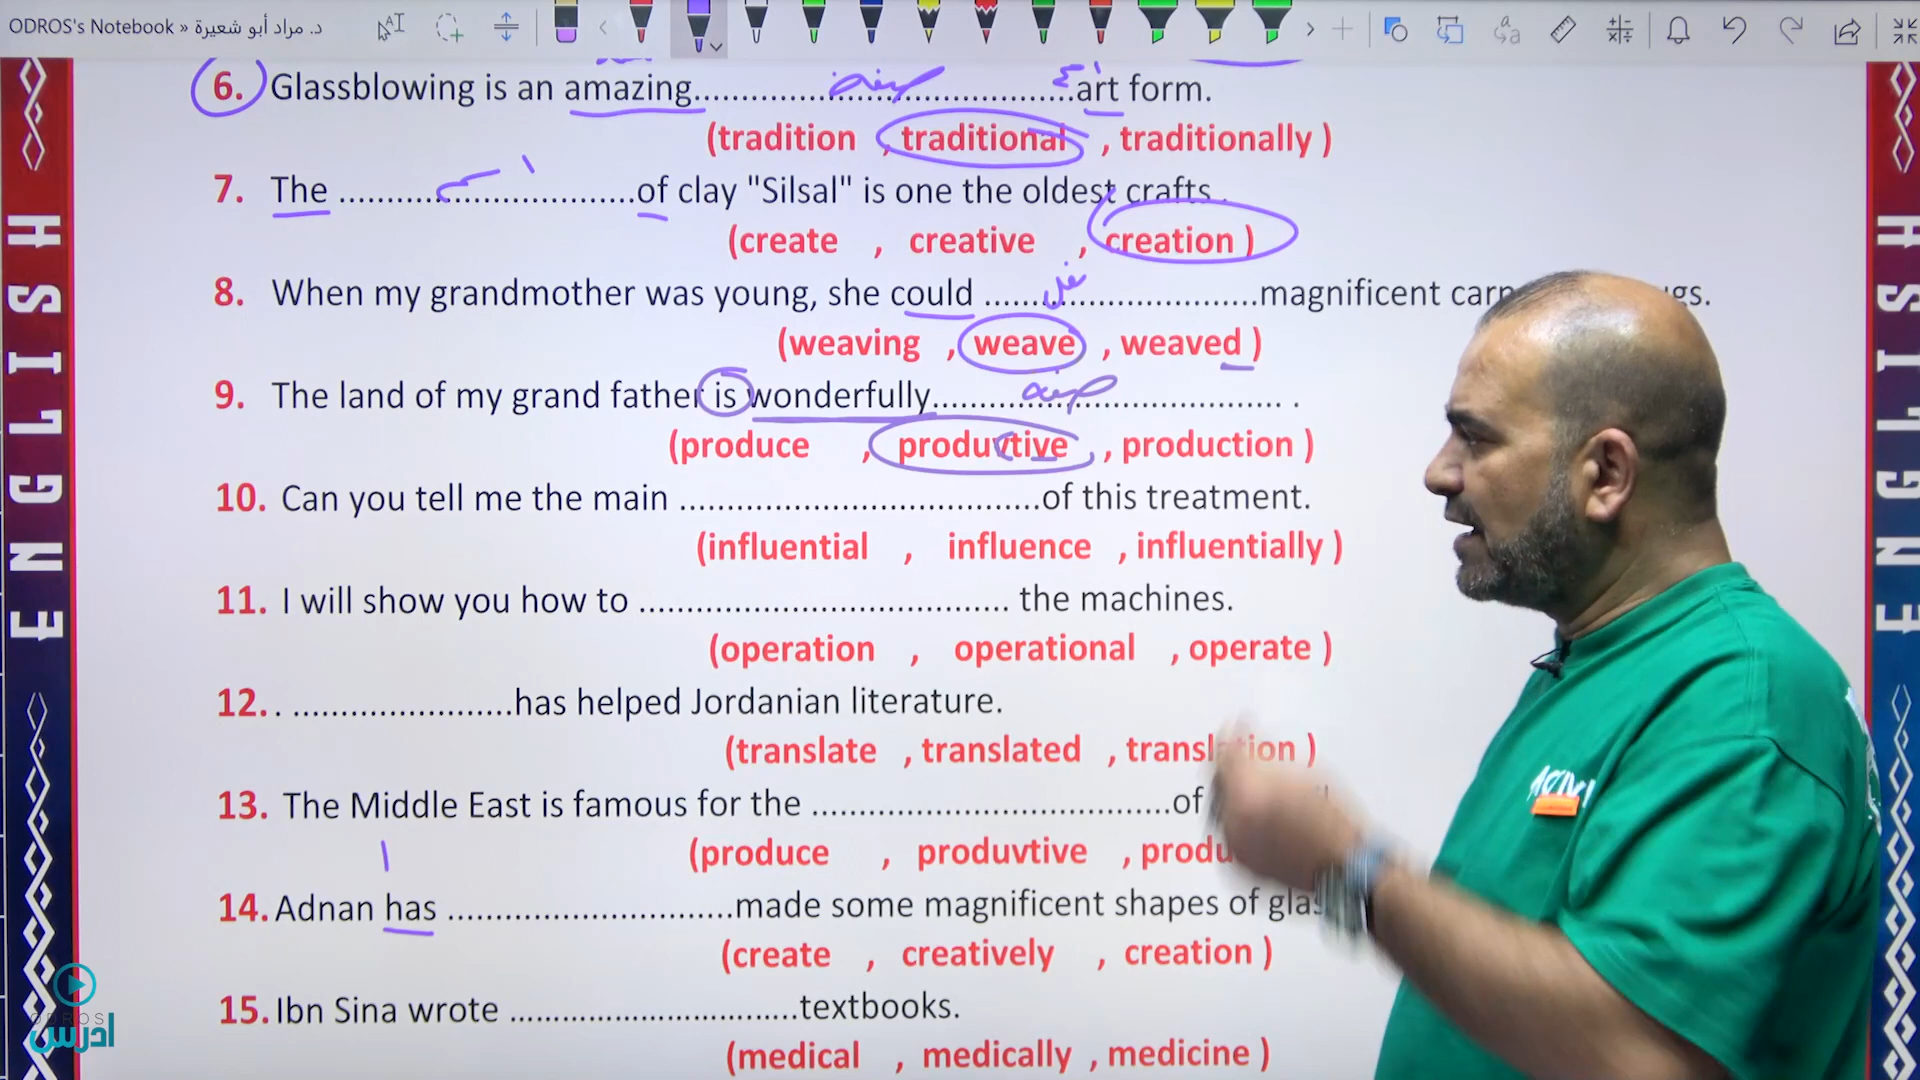 ODROS's Notebook » د. مراد أبو شعيرة
6. Glassblowing is an amazing........................................art form.
صفة
(tradition , traditional , traditionally )
7. The ...............................of clay "Silsal" is one the oldest crafts .
(create , creative , creation )
8. When my grandmother was young, she could .............................magnificent
(weaving , weave , weaved )
9. The land of my grand father is wonderfully..................................... .
صفة
(produce , produvtive , production )
10. Can you tell me the main ......................................of this treatment.
(influential , influence , influentially )
11. I will show you how to ....................................... the machines.
(operation , operational , operate )
12. . .......................has helped Jordanian literature.
(translate , translated , translation )
13. The Middle East is famous for the ......................................of
(produce , produvtive ,
14. Adnan has ..............................made some magnificent shapes of
(create , creatively , creation )
15. Ibn Sina wrote ..............................textbooks.
(medical , medically , medicine )
ENGLISH
ENGLISH
ODROS
ادرس